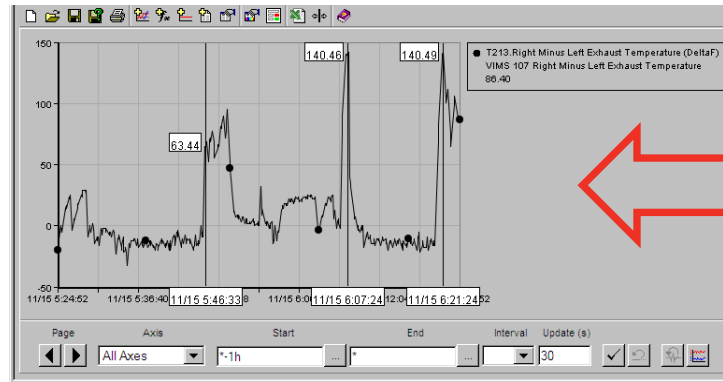 150
140.46
140.49
T213.Right Minus Left Exhaust Temperature (DeltaF)
VIMS 107 Right Minus Left Exhaust Temperature
86.40
100
63.44
50
0
-50
11/15 5:24:52 11/15 5:36:40 11/15 5:46:33 8 11/15 6:0 11/15 6:07:24 12:0 11/15 6:21:24 52
Page Axis Start End Interval Update (s)
All Axes *-1h ... * ... 30